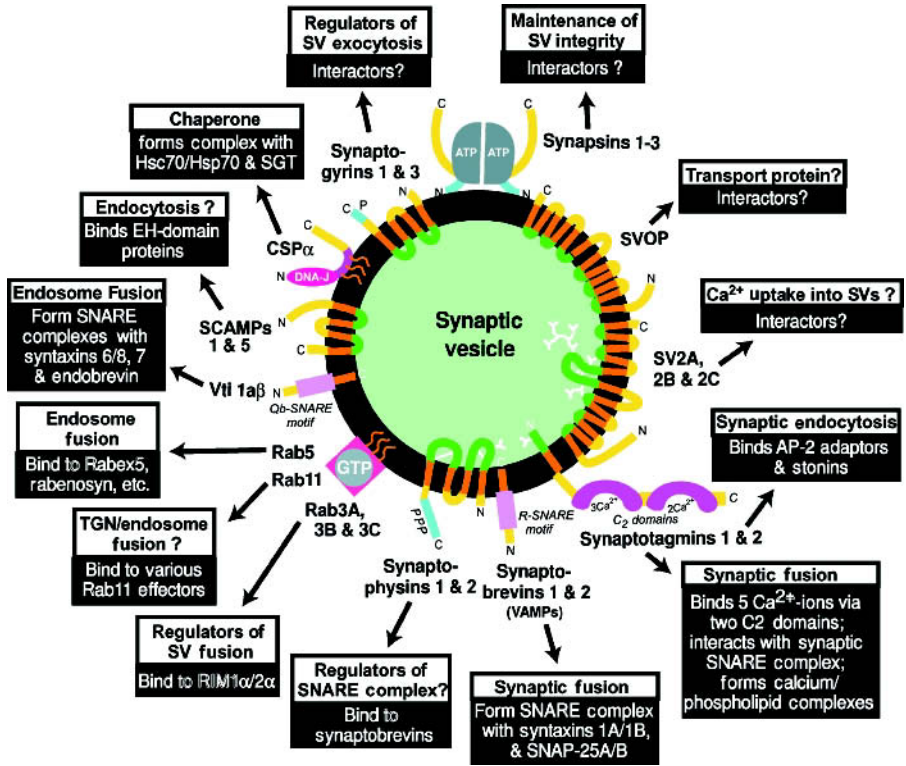 Regulators of
SV exocytosis
Interactors?
Maintenance of
SV integrity
Interactors ?
Chaperone
forms complex with
Hsc70/Hsp70 & SGT
Synapto-
gyrins 1 & 3
C
C
ATP
ATP
N
N
Synapsins 1-3
Transport protein?
Interactors?
SVOP
Endocytosis ?
Binds EH-domain
proteins
CSPα
C
N
DNA-J
C
P
N
C
N
Endosome Fusion
Form SNARE
complexes with
syntaxins 6/8, 7
& endobrevin
SCAMPs
1 & 5
N
C
Synaptic
vesicle
Ca²⁺ uptake into SVs ?
Interactors?
SV2A,
2B & 2C
C
N
Vti 1aβ
N
Qb-SNARE
motif
Endosome
fusion
Bind to Rabex5,
rabenosyn, etc.
Rab5
Rab11
GTP
Rab3A,
3B & 3C
Synaptic endocytosis
Binds AP-2 adaptors
& stonins
N
3Ca²⁺
2Ca²⁺
C
C₂ domains
Synaptotagmins 1 & 2
TGN/endosome
fusion ?
Bind to various
Rab11 effectors
PPP
C
N
Synapto-
physins 1 & 2
R-SNARE
motif
N
Synapto-
brevins 1 & 2
(VAMPs)
Regulators of
SV fusion
Bind to RIM1α/2α
Regulators of
SNARE complex?
Bind to
synaptobrevins
Synaptic fusion
Form SNARE complex
with syntaxins 1A/1B,
& SNAP-25A/B
Synaptic fusion
Binds 5 Ca²⁺-ions via
two C2 domains;
interacts with synaptic
SNARE complex;
forms calcium/
phospholipid complexes